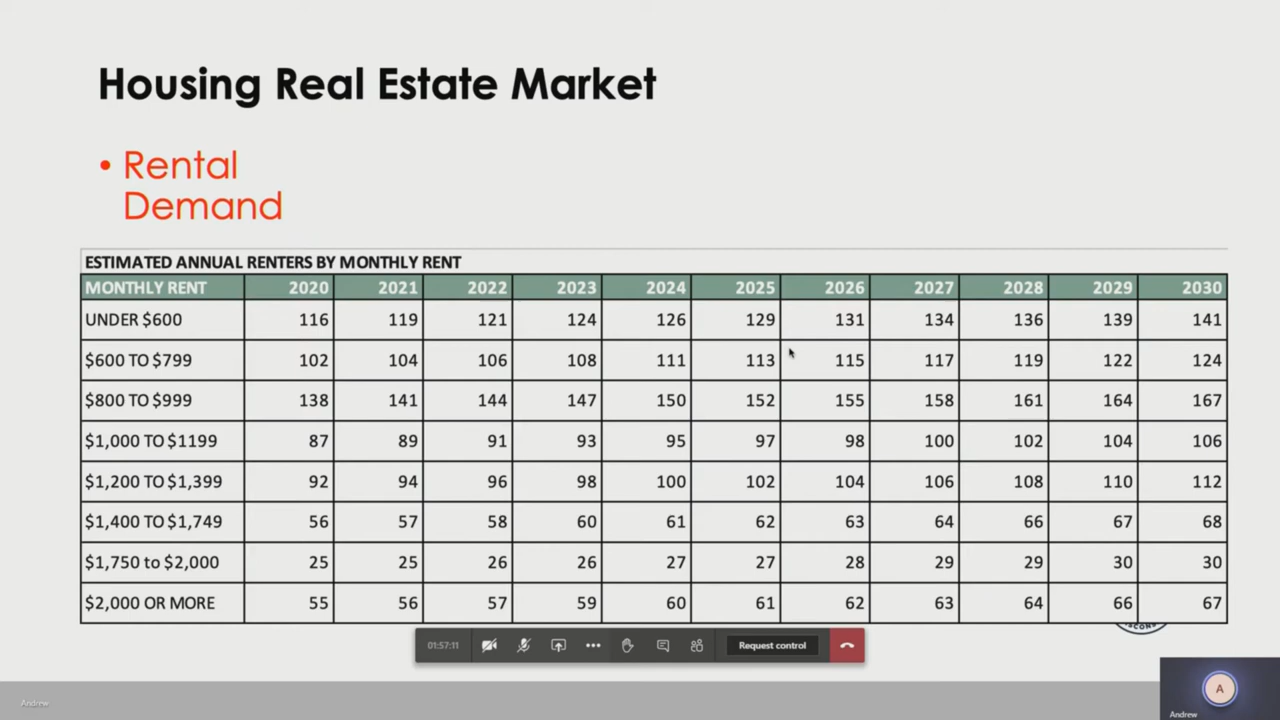 Housing Real Estate Market
• Rental
Demand
ESTIMATED ANNUAL RENTERS BY MONTHLY RENT
MONTHLY RENT 2020 2021 2022 2023 2024 2025 2026 2027 2028 2029 2030
UNDER $600 116 119 121 124 126 129 131 134 136 139 141
$600 TO $799 102 104 106 108 111 113 115 117 119 122 124
$800 TO $999 138 141 144 147 150 152 155 158 161 164 167
$1,000 TO $1199 87 89 91 93 95 97 98 100 102 104 106
$1,200 TO $1,399 92 94 96 98 100 102 104 106 108 110 112
$1,400 TO $1,749 56 57 58 60 61 62 63 64 66 67 68
$1,750 to $2,000 25 25 26 26 27 27 28 29 29 30 30
$2,000 OR MORE 55 56 57 59 60 61 62 63 64 66 67
01:57:11 Request control
A
Andrew
Andrew